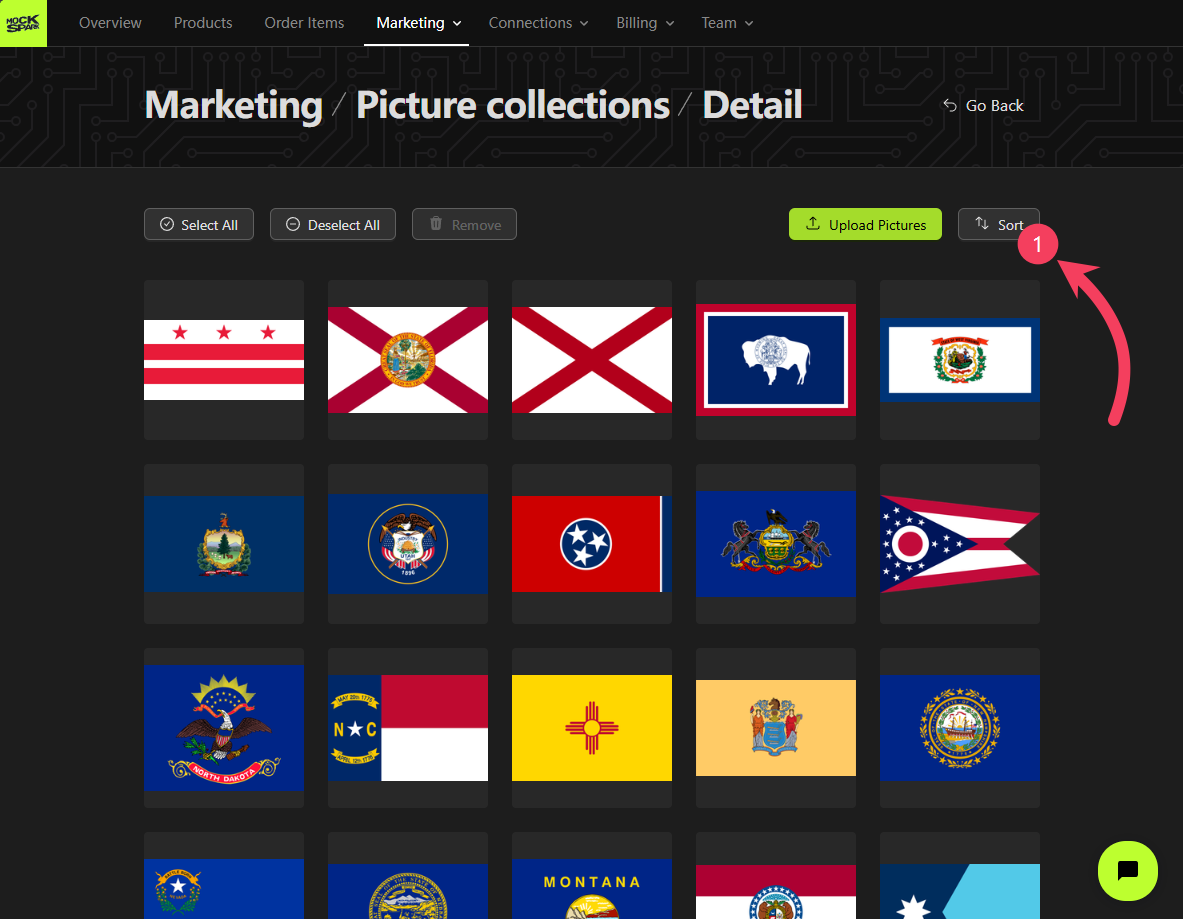 MOCK
SPARK
Overview Products Order Items Marketing Connections Billing Team
Marketing / Picture collections / Detail
Go Back
Select All Deselect All Remove Upload Pictures Sort
1
INDUSTRY
UTAH
1896
MAY 20th 1775
N C
APRIL 12th 1776
NORTH DAKOTA
MONTANA